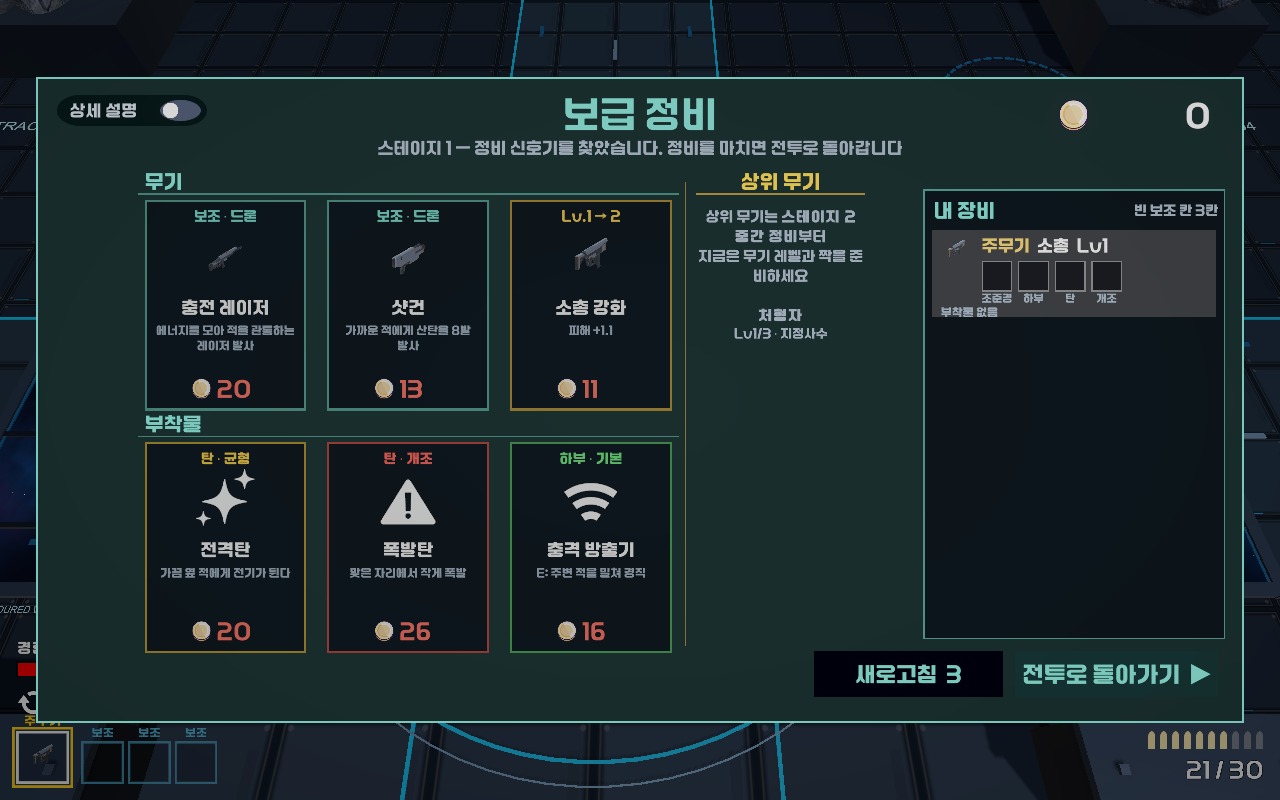 상세 설명
보급 정비
0
스테이지 1 — 정비 신호기를 찾았습니다. 정비를 마치면 전투로 돌아갑니다
무기
보조 · 드론
충전 레이저
에너지를 모아 적을 관통하는
레이저 발사
20
보조 · 드론
샷건
가까운 적에게 산탄을 8발
발사
13
Lv.1→2
소총 강화
피해 +1.1
11
부착물
탄 · 균형
전격탄
가끔 옆 적에게 전기가 튄다
20
탄 · 개조
폭발탄
맞은 자리에서 작게 폭발
26
하부 · 기본
충격 방출기
E: 주변 적을 밀쳐 경직
16
상위 무기
상위 무기는 스테이지 2
중간 정비부터
지금은 무기 레벨과 짝을 준
비하세요
처형자
Lv1/3 · 지정사수
내 장비
빈 보조 칸 3칸
주무기 소총 Lv1
조준경 하부 탄 개조
부착물 없음
새로고침 3
전투로 돌아가기 ▶
보조 보조 보조
21/30